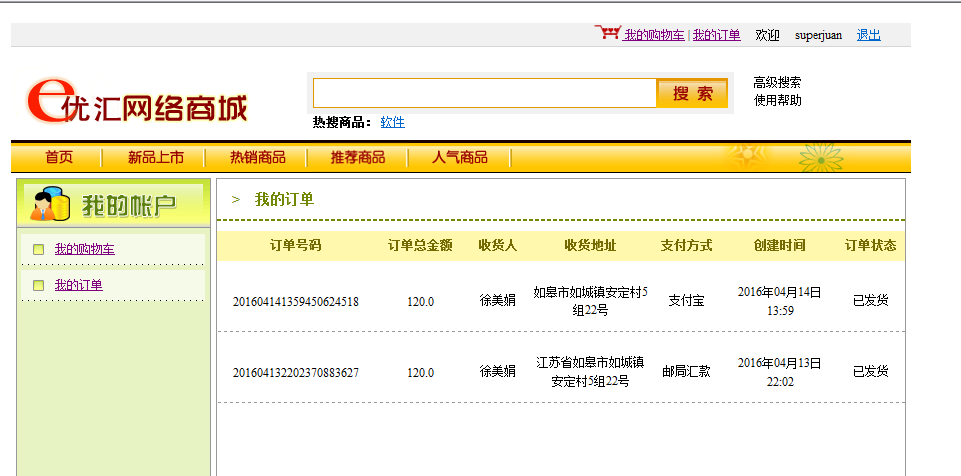 我的购物车 | 我的订单 欢迎 superjuan 退出
e优汇网络商城
搜 索
高级搜索
使用帮助
热搜商品： 软件
首页 新品上市 热销商品 推荐商品 人气商品
我的帐户
我的购物车
我的订单
> 我的订单
订单号码 订单总金额 收货人 收货地址 支付方式 创建时间 订单状态
201604141359450624518 120.0 徐美娟 如皋市如城镇安定村5 支付宝 2016年04月14日 已发货
组22号 13:59
201604132202370883627 120.0 徐美娟 江苏省如皋市如城镇 邮局汇款 2016年04月13日 已发货
安定村5组22号 22:02